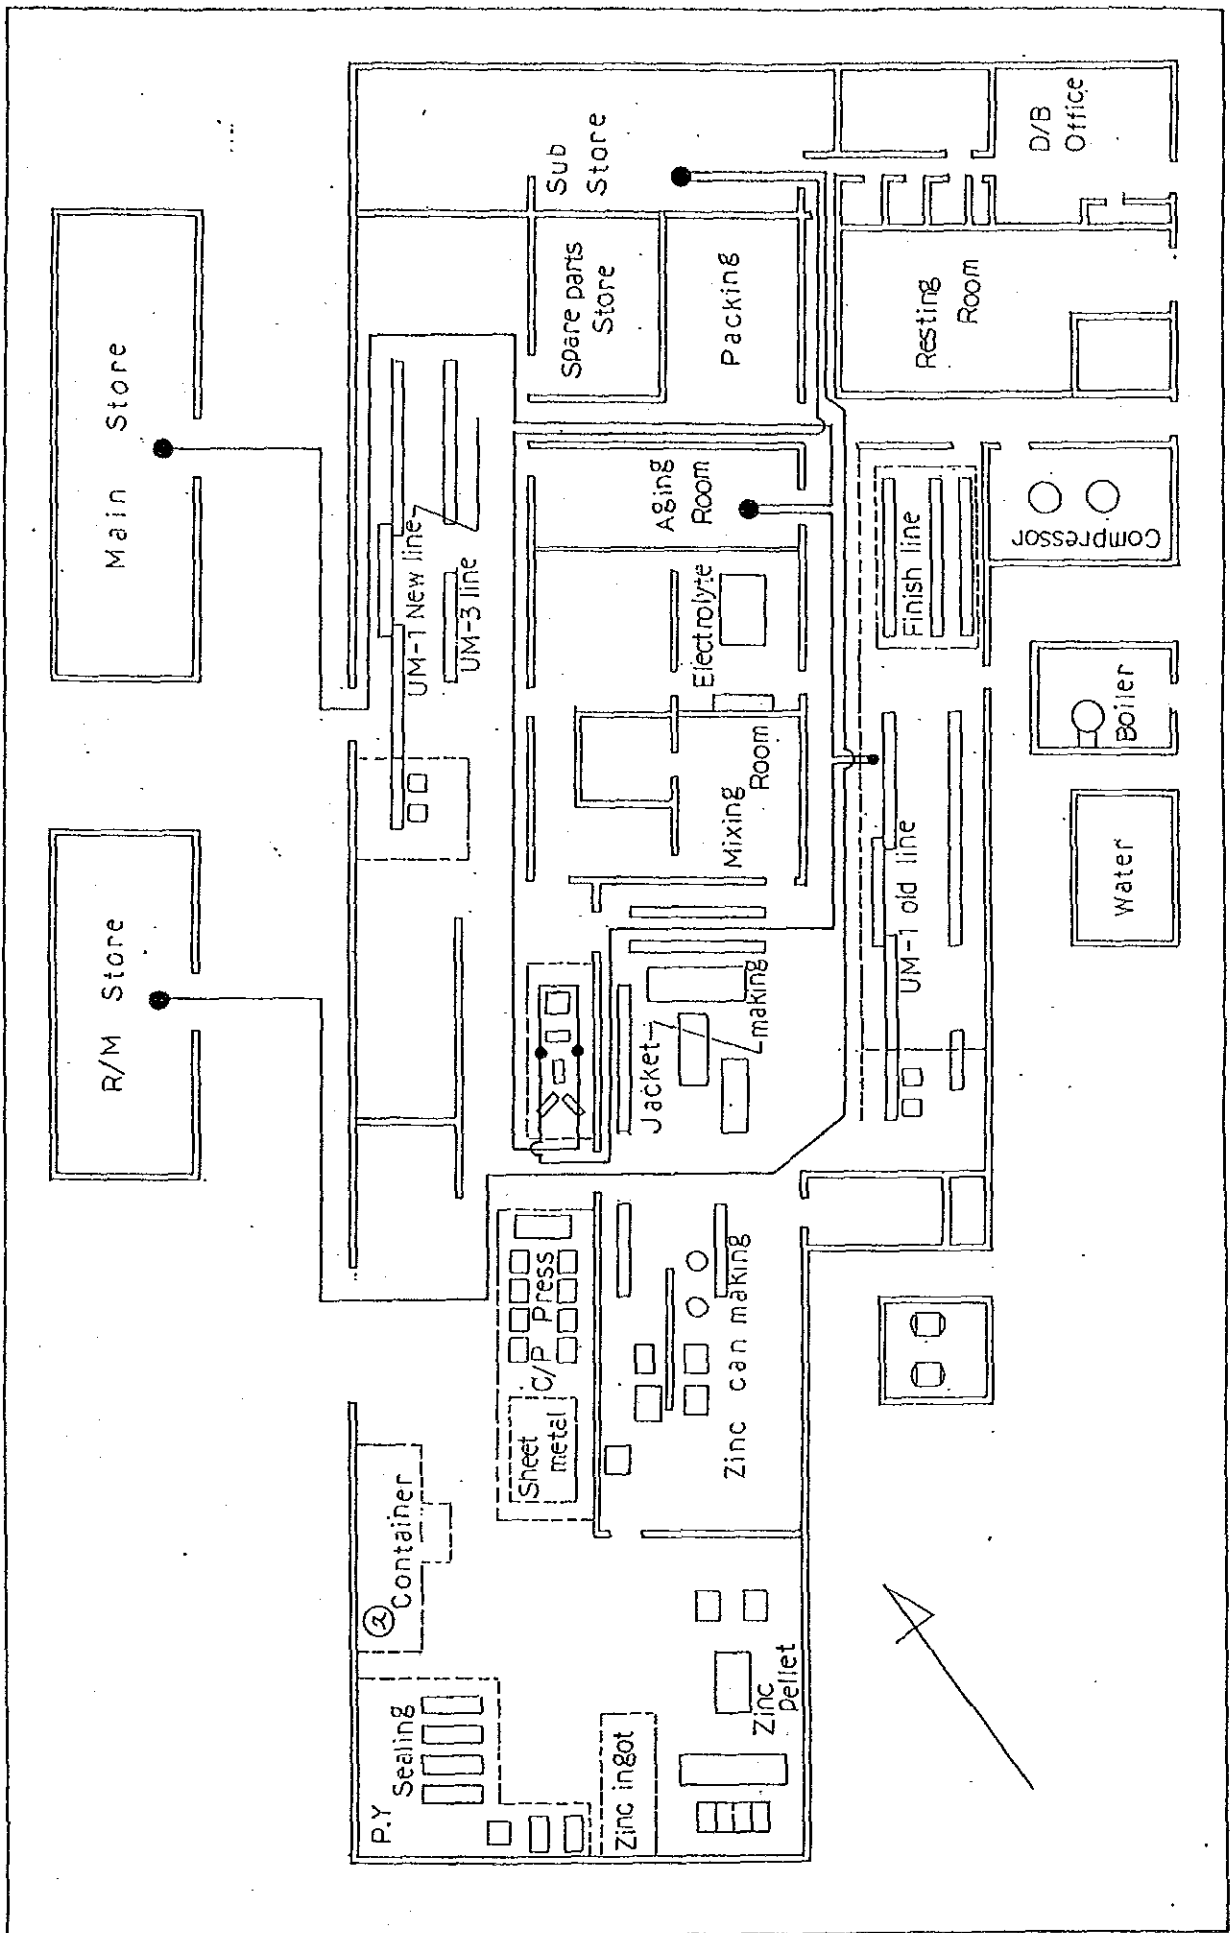 Main Store
R/M Store
Sub
Store
D/B
Office
Spare parts
Store
Packing
Resting
Room
UM-1 New line
UM-3 line
Aging
Room
Electrolyte
Mixing
Room
Finish line
Compressor
Boiler
Water
UM-1 old line
Jacket
making
C/P Press
Sheet
metal
Zinc can making
a
Container
P.Y
Sealing
Zinc ingot
Zinc
pellet